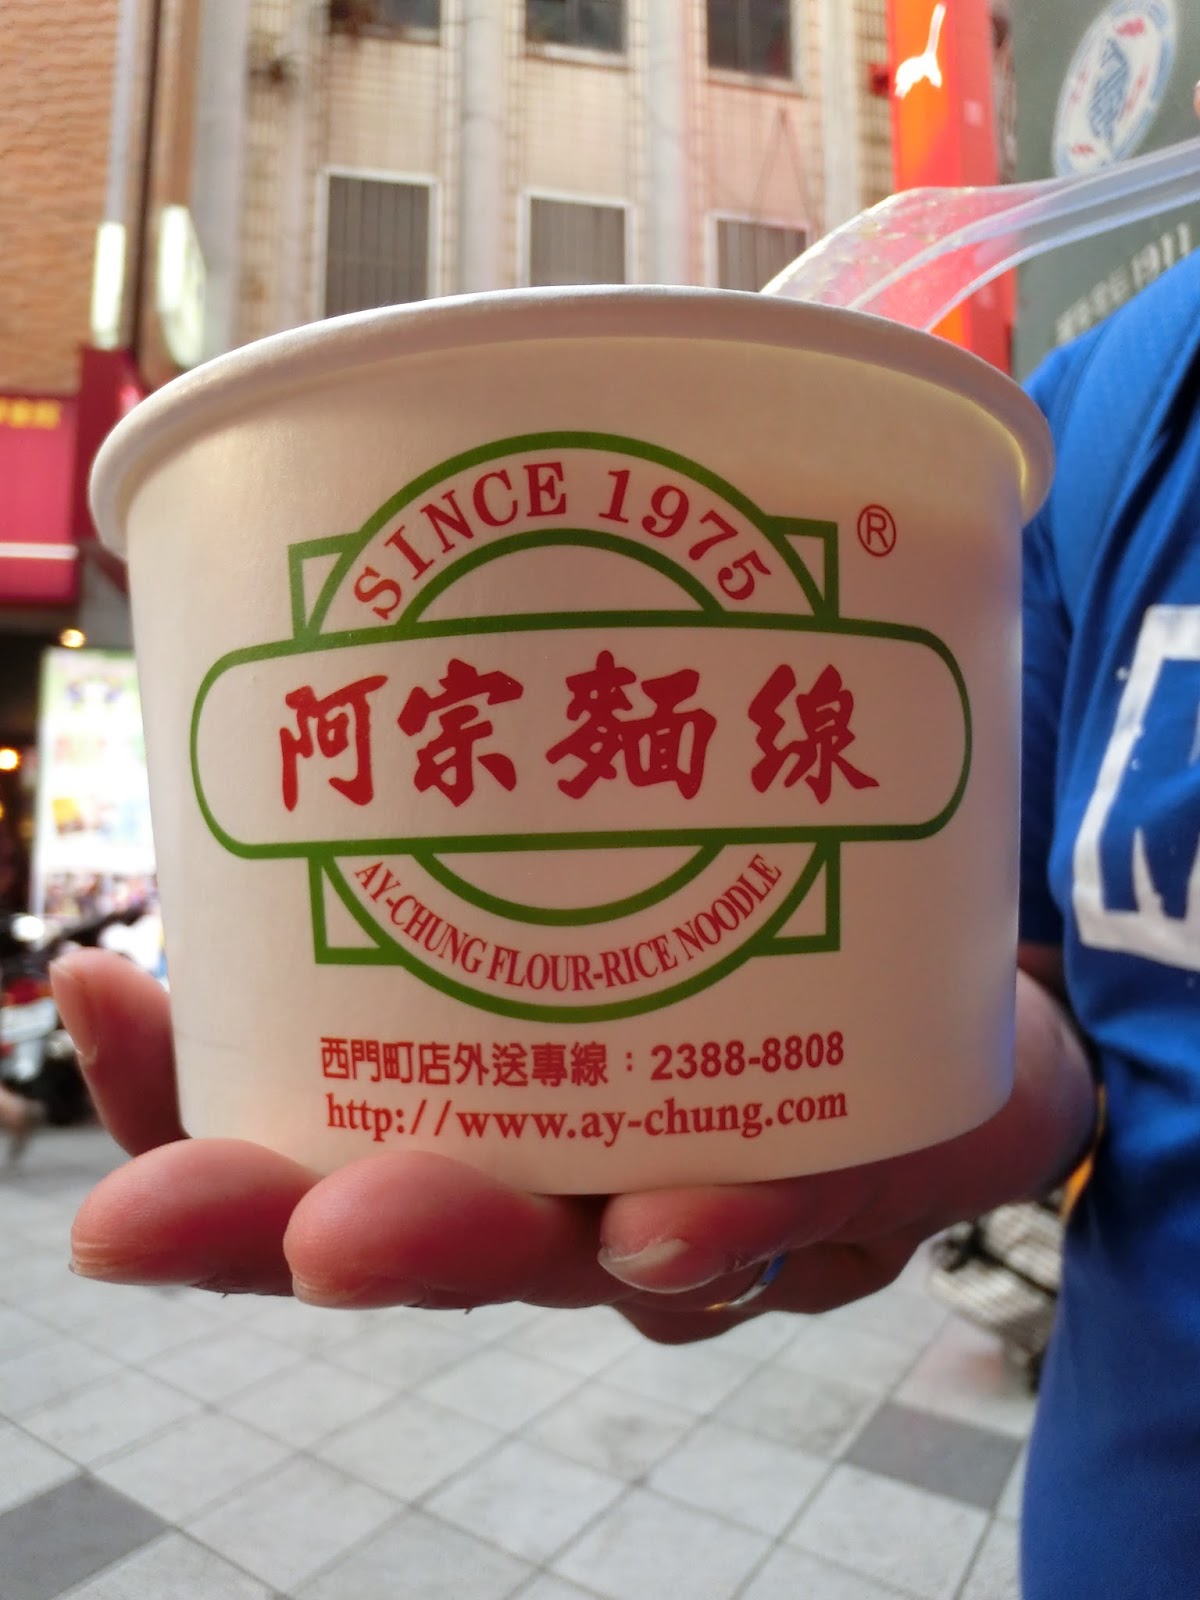 SINCE 1975
®
阿宗麵線
AY-CHUNG FLOUR-RICE NOODLE
西門町店外送專線：2388-8808
http://www.ay-chung.com
1911